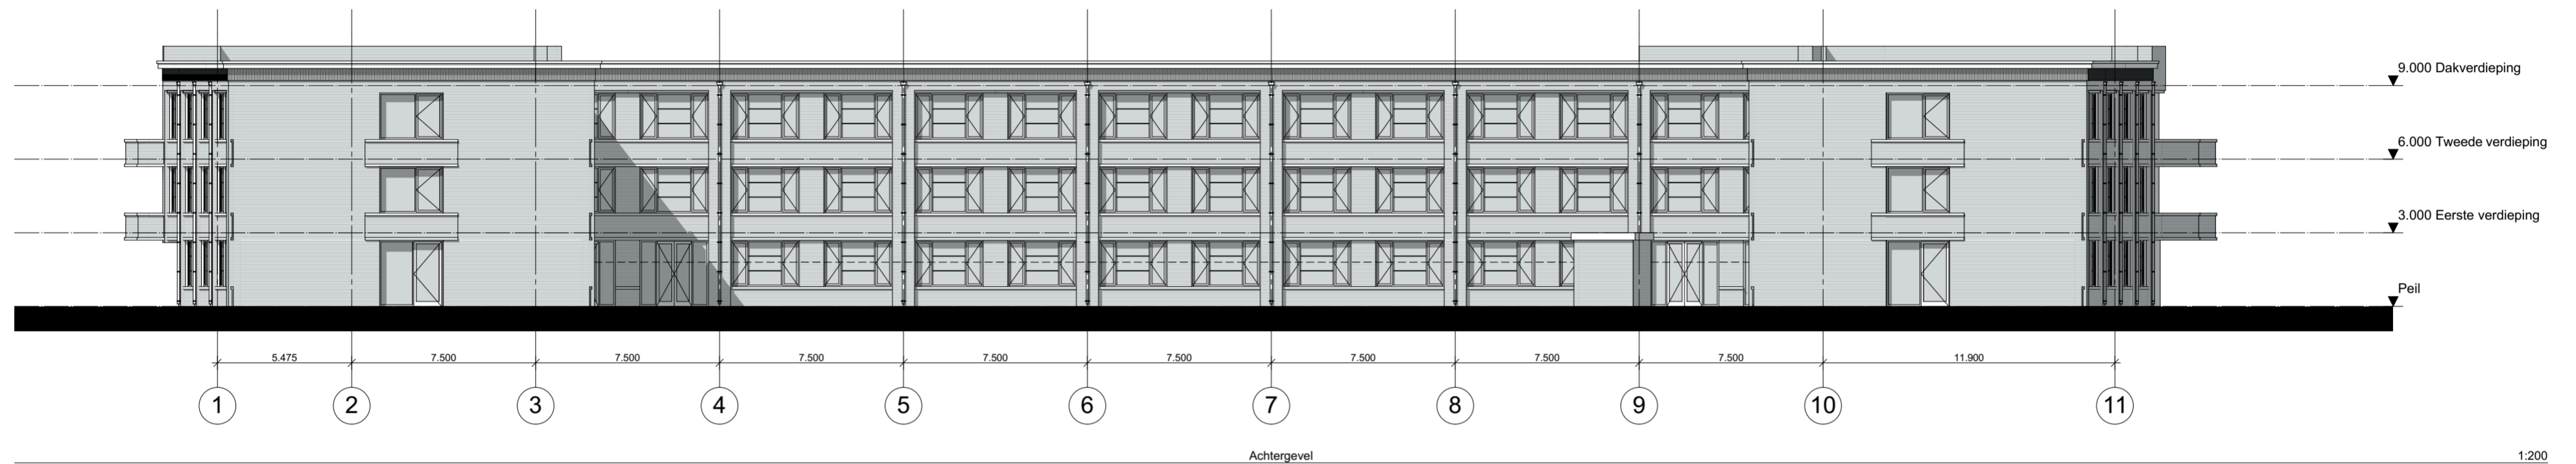 9.000 Dakverdieping
6.000 Tweede verdieping
3.000 Eerste verdieping
Peil
5.475 7.500 7.500 7.500 7.500 7.500 7.500 7.500 7.500 11.900
1 2 3 4 5 6 7 8 9 10 11
Achtergevel 1:200